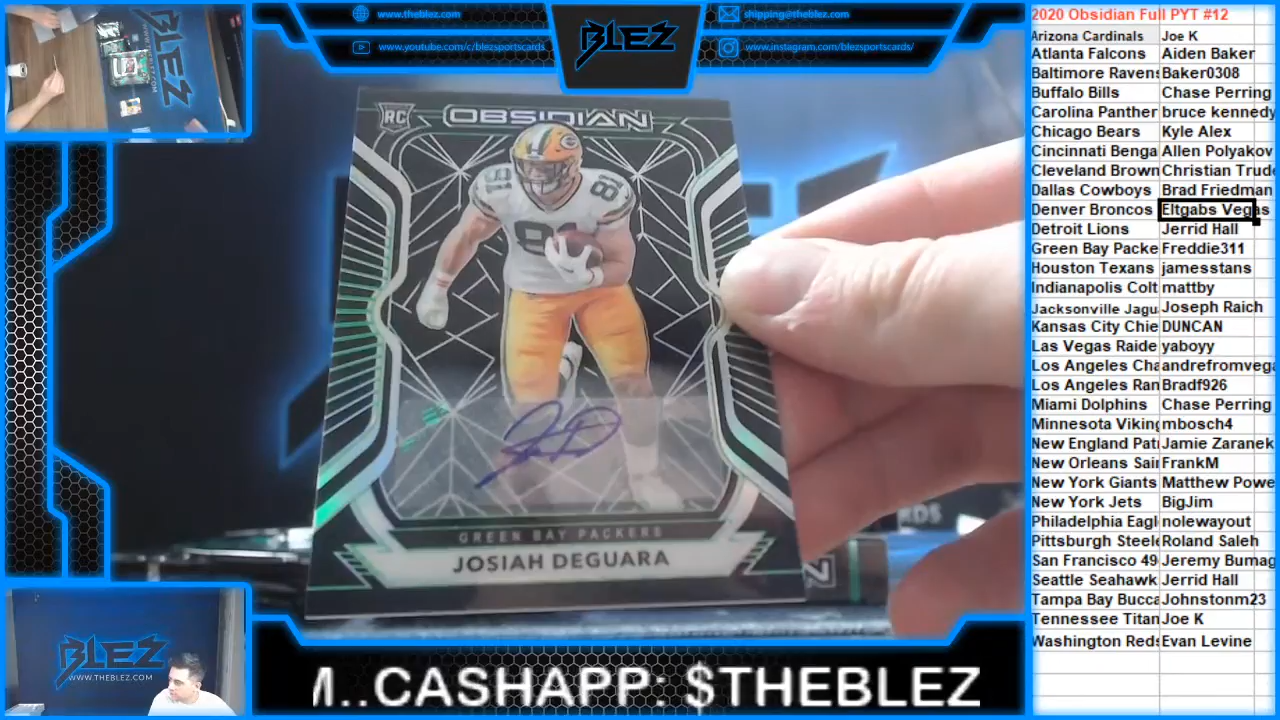 www.theblez.com
www.youtube.com/c/blezsportscards
BLEZ
shipping@theblez.com
www.instagram.com/blezsportscards/
RC
OBSIDIAN
81
81
81
GREEN BAY PACKERS
JOSIAH DEGUARA
BLEZ
WWW.THEBLEZ.COM
M..CASHAPP: $THEBLEZ
2020 Obsidian Full PYT #12
Arizona Cardinals Joe K
Atlanta Falcons Aiden Baker
Baltimore Ravens Baker0308
Buffalo Bills Chase Perring
Carolina Panther bruce kennedy
Chicago Bears Kyle Alex
Cincinnati Benga Allen Polyakov
Cleveland Brown Christian Trude
Dallas Cowboys Brad Friedman
Denver Broncos Eltgabs Vegas
Detroit Lions Jerrid Hall
Green Bay Packe Freddie311
Houston Texans jamesstans
Indianapolis Colt mattby
Jacksonville Jagu Joseph Raich
Kansas City Chie DUNCAN
Las Vegas Raide yaboyy
Los Angeles Cha andrefromvega
Los Angeles Ran Bradf926
Miami Dolphins Chase Perring
Minnesota Viking mbosch4
New England Pat Jamie Zaranek
New Orleans Sai FrankM
New York Giants Matthew Powe
New York Jets BigJim
Philadelphia Eagl nolewayout
Pittsburgh Steele Roland Saleh
San Francisco 49 Jeremy Bumag
Seattle Seahawk Jerrid Hall
Tampa Bay Bucca Johnstonm23
Tennessee Titan Joe K
Washington Reds Evan Levine